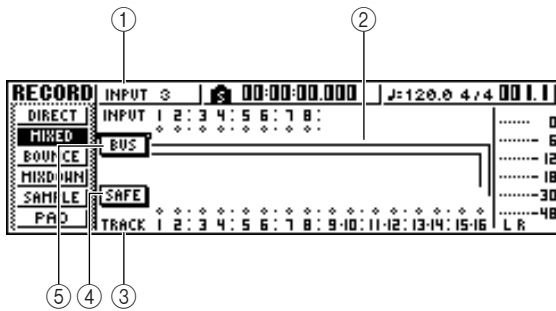 ① ②
RECORD INPUT 3 S 00:00:00.000 ♩=120.0 4/4 001.1
DIRECT INPUT 1 2 : 3 4 : 5 6 : 7 8 : 0
MIXED BUS 6
BOUNCE 12
MIXDOWN 18
SAMPLE SAFE 30
PAD 48
TRACK 1 2 : 3 4 : 5 6 : 7 8 : 9·10 : 11·12 : 13·14 : 15·16 L R
⑤ ④ ③